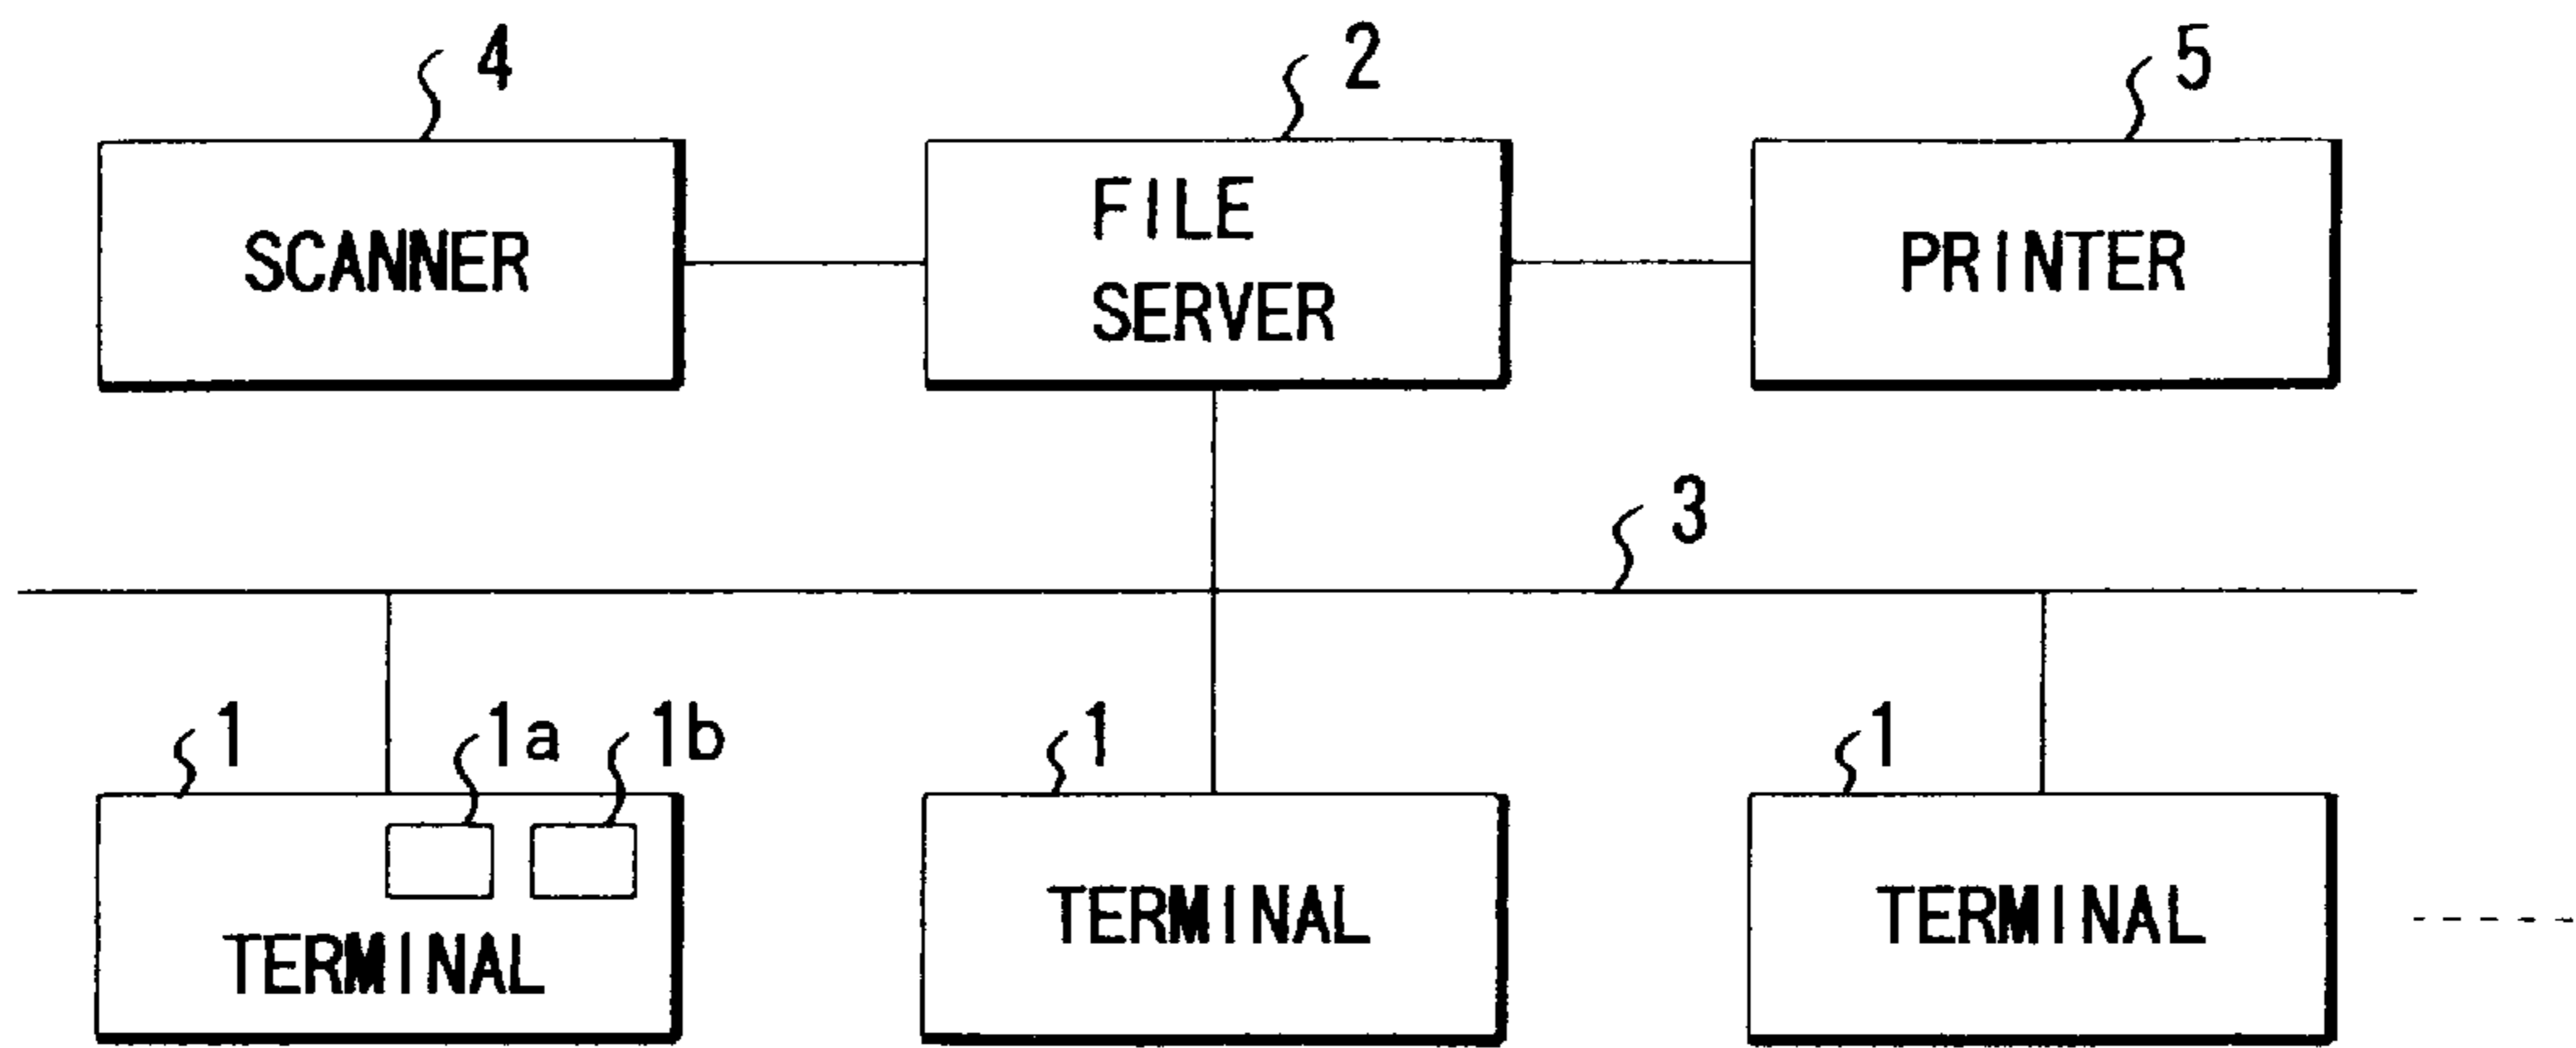 4
2
5
SCANNER
FILE
SERVER
PRINTER
3
1
1a
1b
1
1
TERMINAL
TERMINAL
TERMINAL